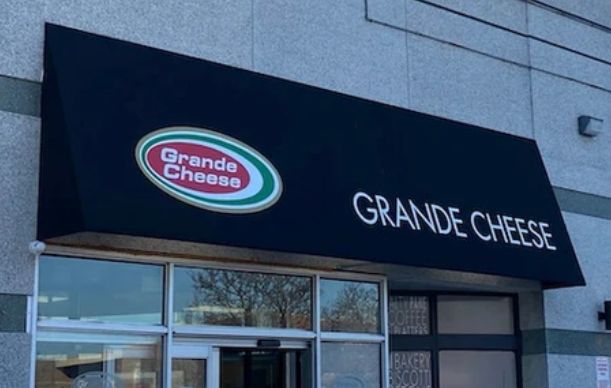 Grande
Cheese
GRANDE CHEESE
COFFEE
PLATTERS
BAKERY